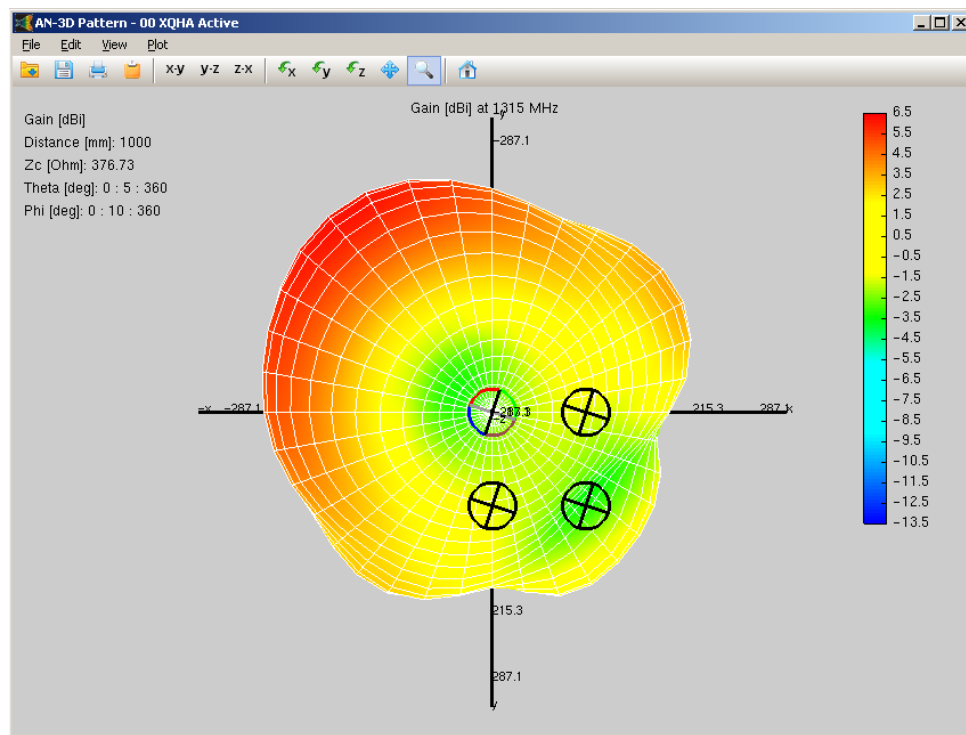 AN-3D Pattern - 00 XQHA Active
File Edit View Plot
x-y y-z z-x x y z
Gain [dBi] at 1315 MHz
Gain [dBi]
Distance [mm]: 1000
Zc [Ohm]: 376.73
Theta [deg]: 0 : 5 : 360
Phi [deg]: 0 : 10 : 360
y
-287.1
-x -287.1
215.3 287.1 x
-z
215.3
287.1
y
6.5
5.5
4.5
3.5
2.5
1.5
0.5
-0.5
-1.5
-2.5
-3.5
-5.5
-6.5
-7.5
-8.5
-9.5
-10.5
-11.5
-12.5
-13.5